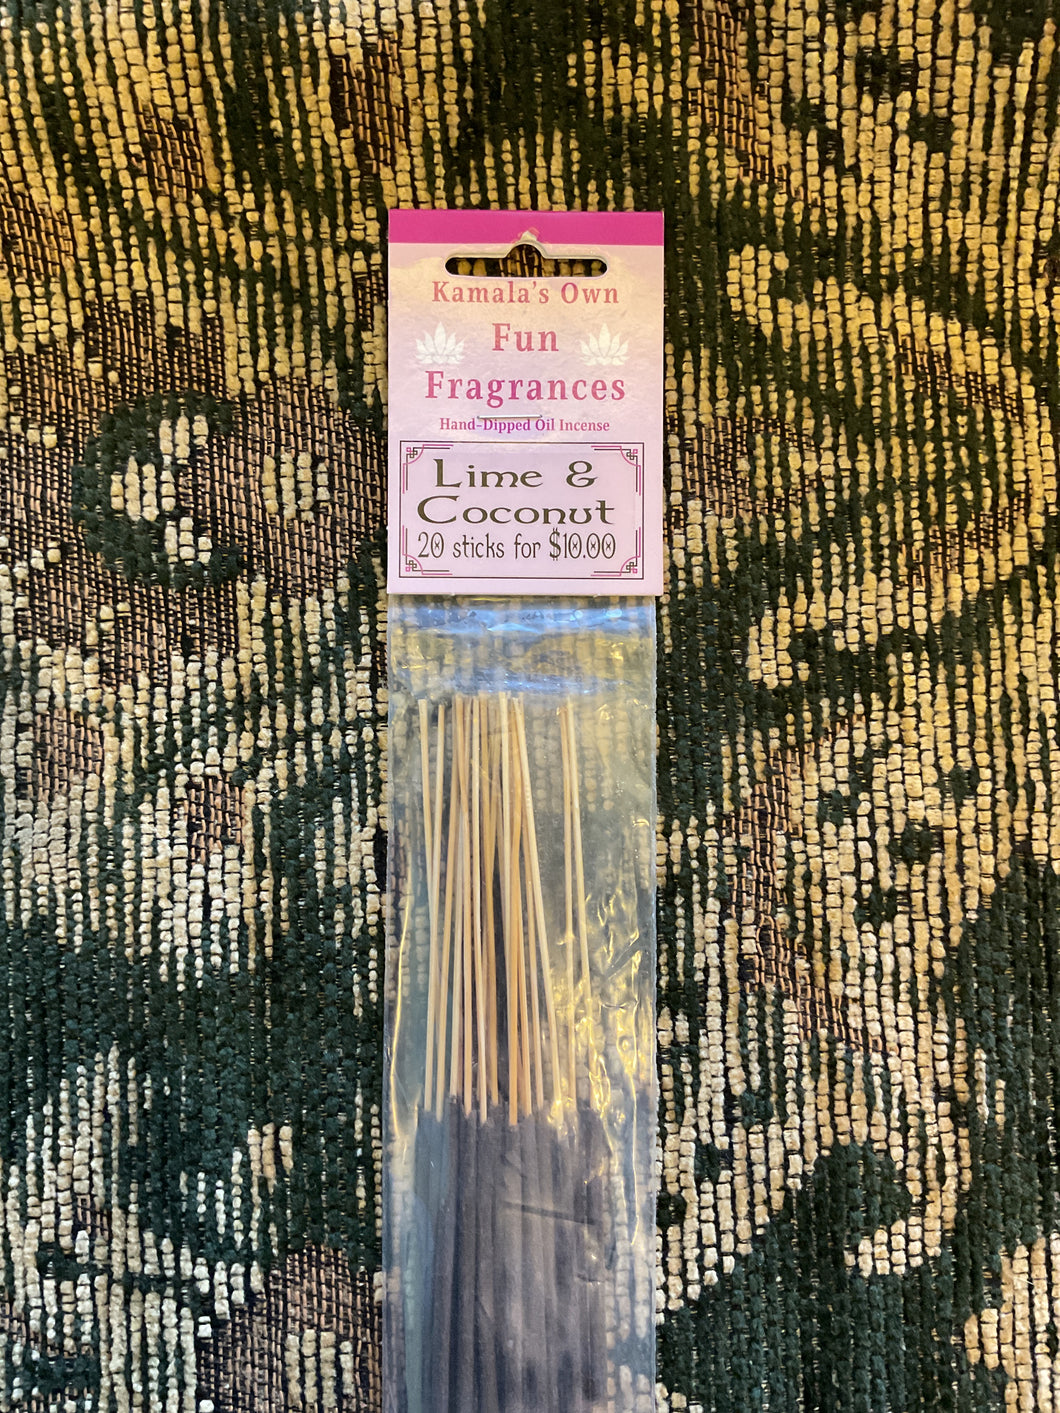 Kamala's Own
Fun
Fragrances
Hand-Dipped Oil Incense
Lime &
Coconut
20 sticks for $10.00